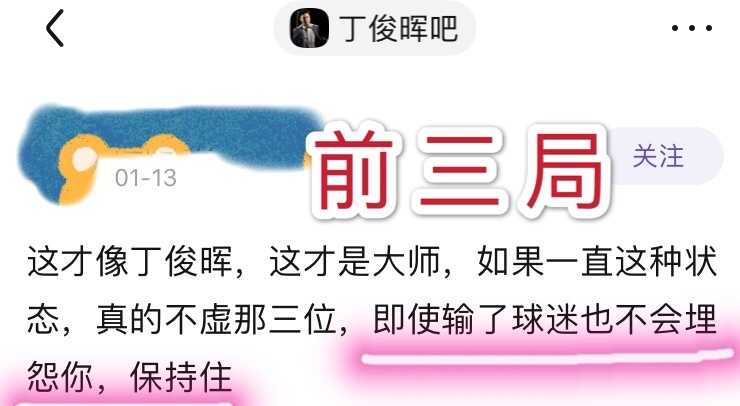 丁俊晖吧
01-13
前三局
关注
这才像丁俊晖，这才是大师，如果一直这种状
态，真的不虚那三位，即使输了球迷也不会埋
怨你，保持住